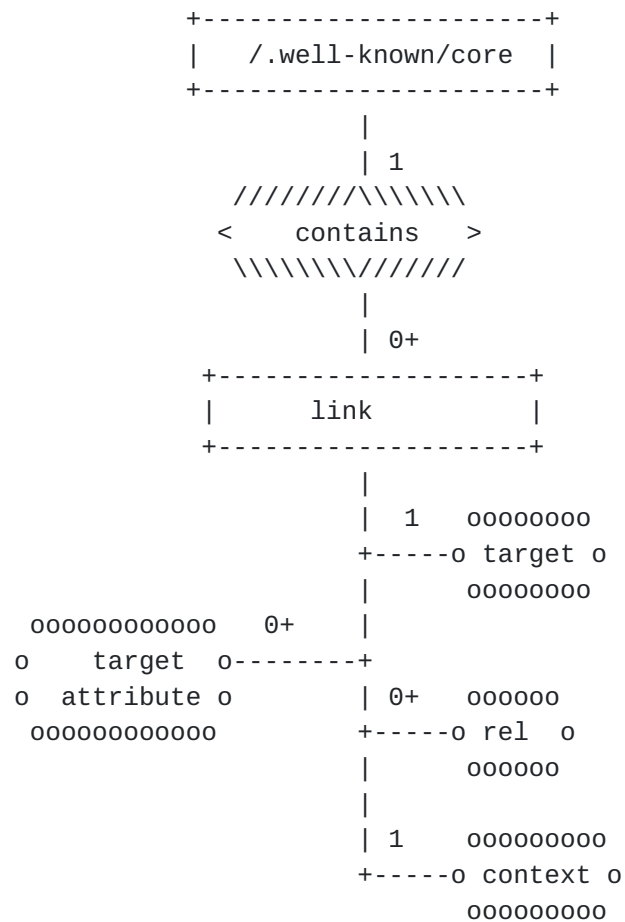 /.well-known/core
1
contains
0+
link
1
target
0+
target
attribute
0+
rel
1
context